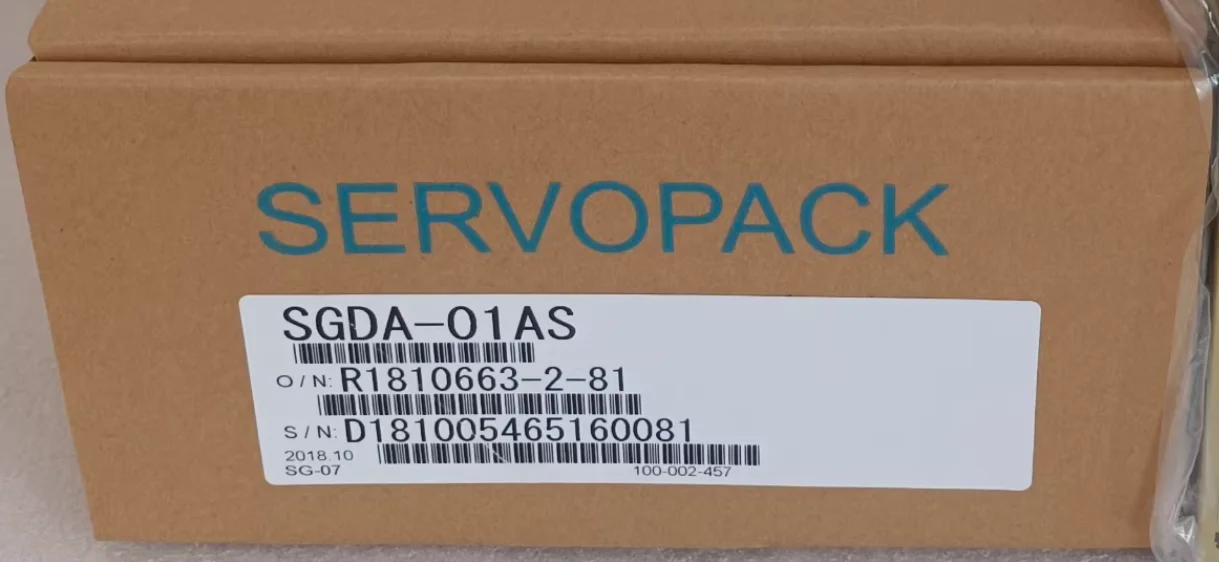 SERVOPACK
SGDA-01AS
O/N: R1810663-2-81
S/N: D181005465160081
2018.10
SG-07 100-002-457